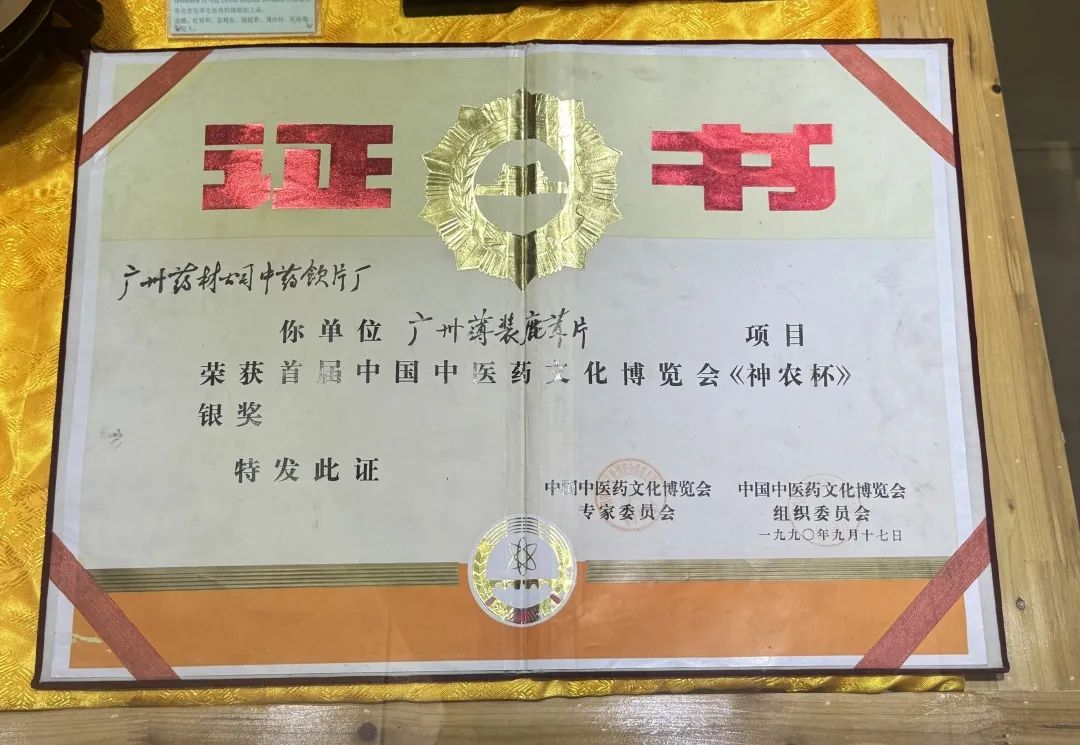 证书
广州药材公司中药饮片厂
你单位 广州薄装鹿茸片 项目
荣获首届中国中医药文化博览会《神农杯》
银奖
特发此证
中国中医药文化博览会 中国中医药文化博览会
专家委员会 组织委员会
一九九〇年九月十七日